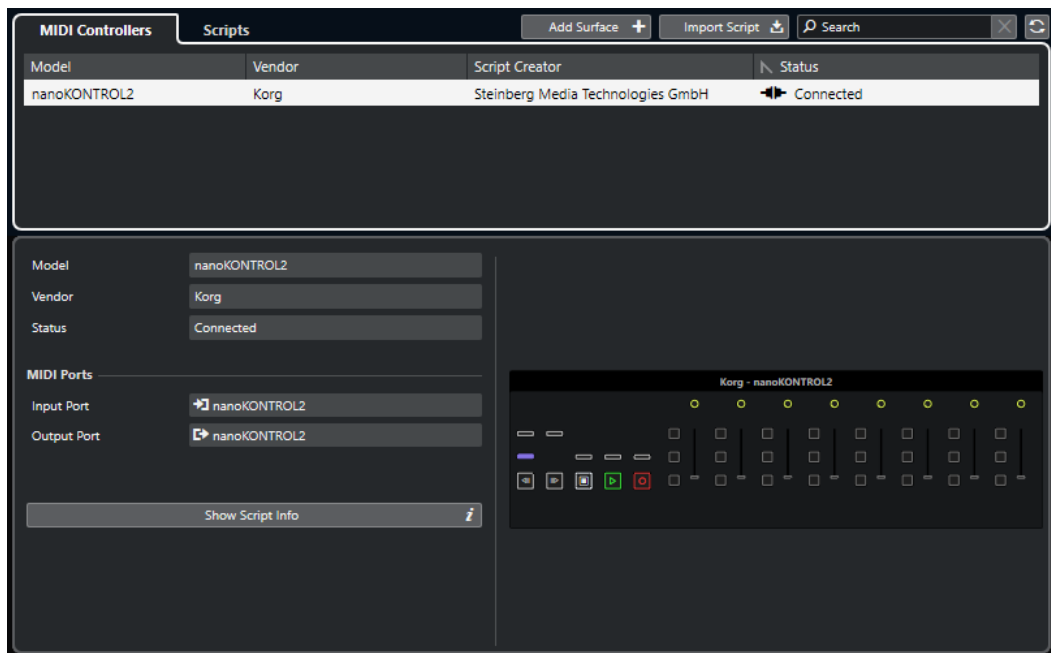 MIDI Controllers Scripts Add Surface Import Script Search
Model Vendor Script Creator Status
nanoKONTROL2 Korg Steinberg Media Technologies GmbH Connected
Model nanoKONTROL2
Vendor Korg
Status Connected
MIDI Ports
Input Port nanoKONTROL2
Output Port nanoKONTROL2
Show Script Info i
Korg - nanoKONTROL2